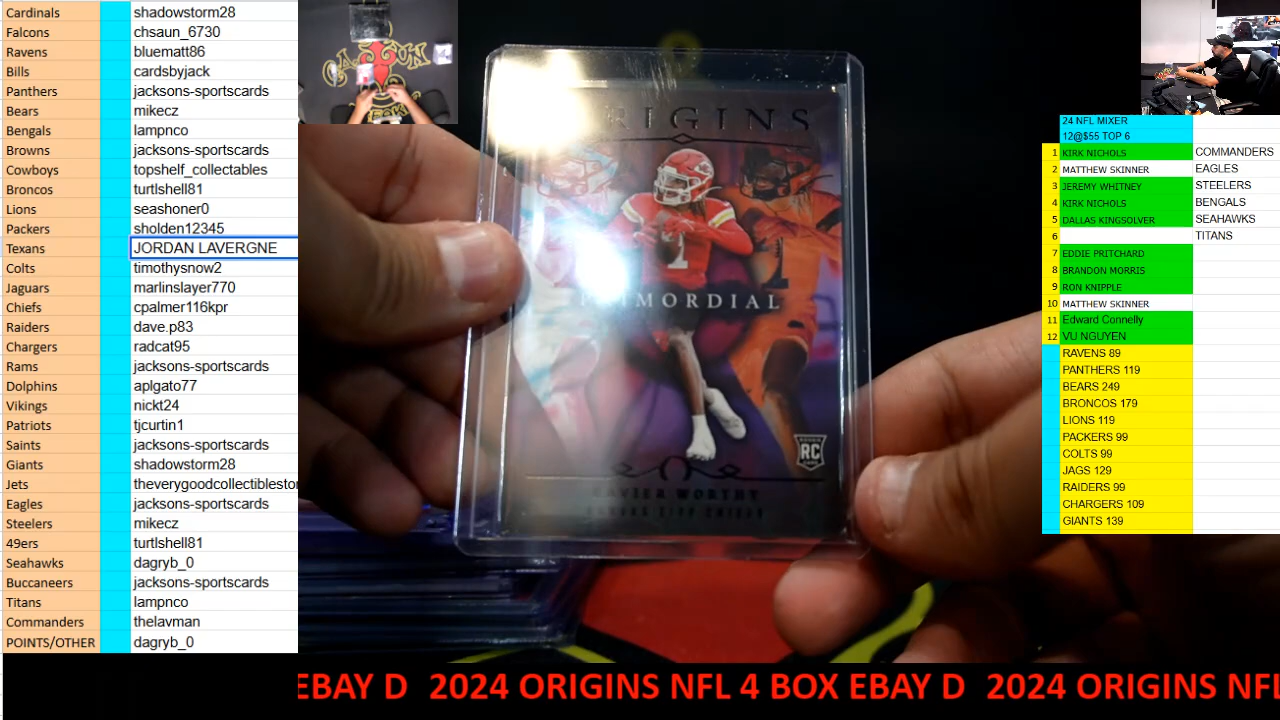 Cardinals shadowstorm28
Falcons chsaun_6730
Ravens bluematt86
Bills cardsbyjack
Panthers jacksons-sportscards
Bears mikecz
Bengals lampnco
Browns jacksons-sportscards
Cowboys topshelf_collectables
Broncos turtlshell81
Lions seashoner0
Packers sholden12345
Texans JORDAN LAVERGNE
Colts timothysnow2
Jaguars marlinslayer770
Chiefs cpalmer116kpr
Raiders dave.p83
Chargers radcat95
Rams jacksons-sportscards
Dolphins aplgato77
Vikings nickt24
Patriots tjcurtin1
Saints jacksons-sportscards
Giants shadowstorm28
Jets theverygoodcollectiblestor
Eagles jacksons-sportscards
Steelers mikecz
49ers turtlshell81
Seahawks dagryb_0
Buccaneers jacksons-sportscards
Titans lampnco
Commanders thelavman
POINTS/OTHER dagryb_0
ORIGINS
PRIMORDIAL
RC
XAVIER WORTHY
KANSAS CITY CHIEFS
24 NFL MIXER
12@$55 TOP 6
1 KIRK NICHOLS COMMANDERS
2 MATTHEW SKINNER EAGLES
3 JEREMY WHITNEY STEELERS
4 KIRK NICHOLS BENGALS
5 DALLAS KINGSOLVER SEAHAWKS
6 TITANS
7 EDDIE PRITCHARD
8 BRANDON MORRIS
9 RON KNIPPLE
10 MATTHEW SKINNER
11 Edward Connelly
12 VU NGUYEN
RAVENS 89
PANTHERS 119
BEARS 249
BRONCOS 179
LIONS 119
PACKERS 99
COLTS 99
JAGS 129
RAIDERS 99
CHARGERS 109
GIANTS 139
EBAY D 2024 ORIGINS NFL 4 BOX EBAY D 2024 ORIGINS NFL